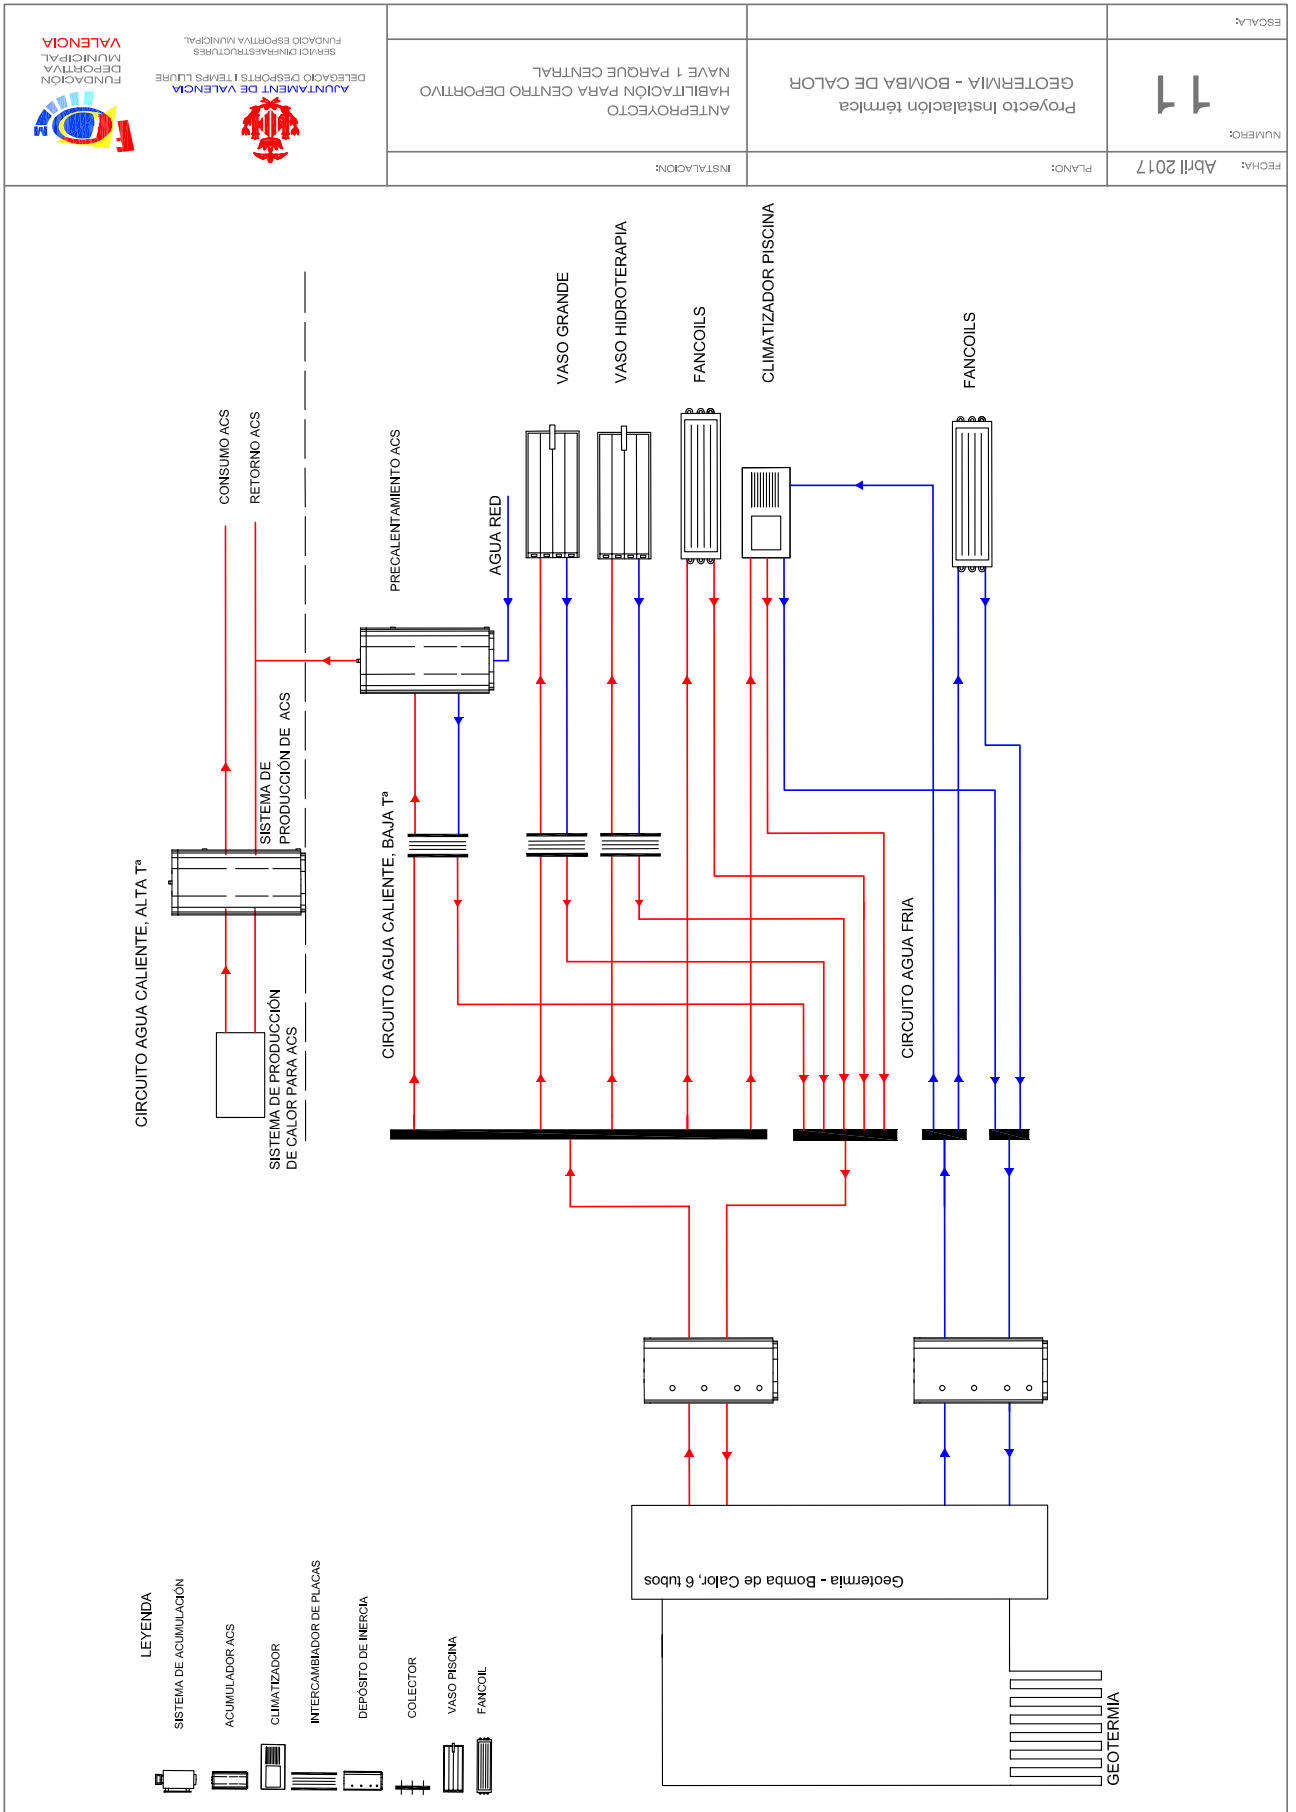 ESCALA:
NUMERO:
11
FECHA:
Abril 2017
PLANO:
Proyecto Instalación térmica
GEOTERMIA - BOMBA DE CALOR
INSTALACION:
ANTEPROYECTO
HABILITACIÓN PARA CENTRO DEPORTIVO
NAVE 1 PARQUE CENTRAL
AJUNTAMENT DE VALENCIA
DELEGACIÓ D'ESPORTS I TEMPS LLIURE
SERVICI D'INFRAESTRUCTURES
FUNDACIÓ ESPORTIVA MUNICIPAL
FDM
FUNDACIÓN
DEPORTIVA
MUNICIPAL
VALENCIA
CIRCUITO AGUA CALIENTE, ALTA Tª
CONSUMO ACS
RETORNO ACS
SISTEMA DE
PRODUCCIÓN DE ACS
SISTEMA DE PRODUCCIÓN
DE CALOR PARA ACS
CIRCUITO AGUA CALIENTE, BAJA Tª
PRECALENTAMIENTO ACS
AGUA RED
VASO GRANDE
VASO HIDROTERAPIA
FANCOILS
CLIMATIZADOR PISCINA
CIRCUITO AGUA FRIA
FANCOILS
Geotermia - Bomba de Calor, 6 tubos
GEOTERMIA
LEYENDA
SISTEMA DE ACUMULACIÓN
ACUMULADOR ACS
CLIMATIZADOR
INTERCAMBIADOR DE PLACAS
DEPÓSITO DE INERCIA
COLECTOR
VASO PISCINA
FANCOIL